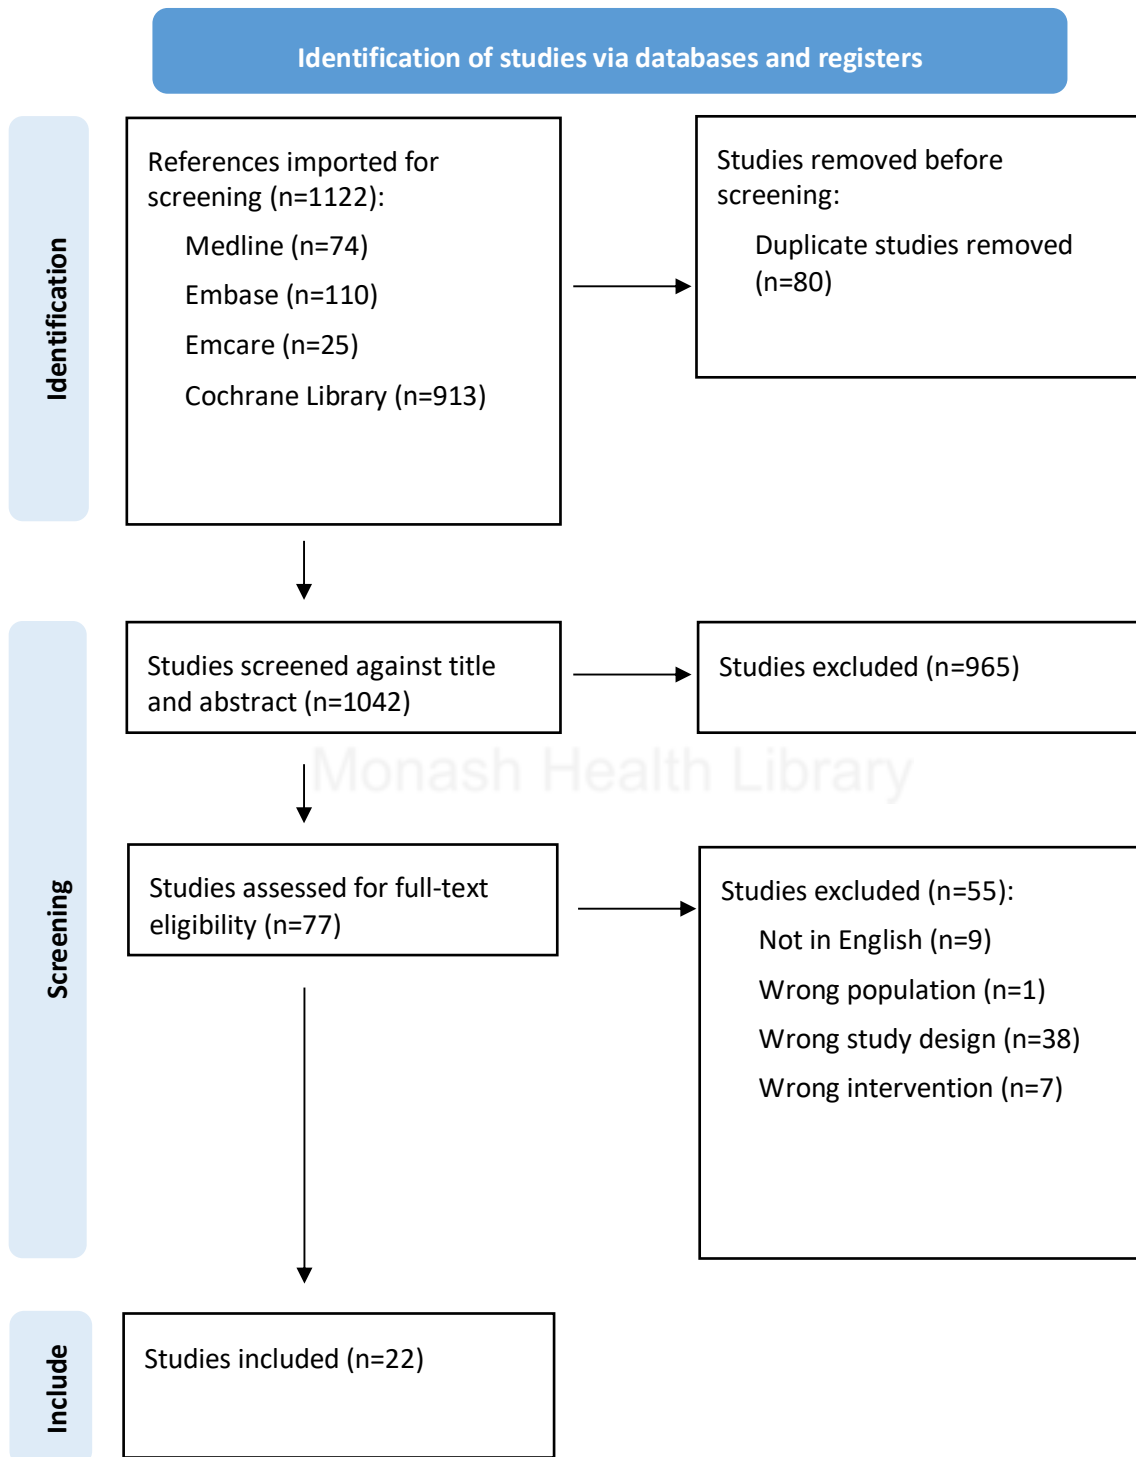 Identification of studies via databases and registers
Identification
References imported for
screening (n=1122):
Medline (n=74)
Embase (n=110)
Emcare (n=25)
Cochrane Library (n=913)
Studies removed before
screening:
Duplicate studies removed
(n=80)
Screening
Studies screened against title
and abstract (n=1042)
Studies excluded (n=965)
Monash Health Library
Studies assessed for full-text
eligibility (n=77)
Studies excluded (n=55):
Not in English (n=9)
Wrong population (n=1)
Wrong study design (n=38)
Wrong intervention (n=7)
Include
Studies included (n=22)